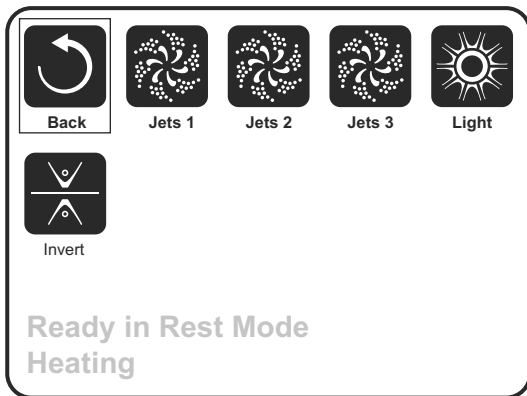 Back
Jets 1
Jets 2
Jets 3
Light
Invert
Ready in Rest Mode
Heating